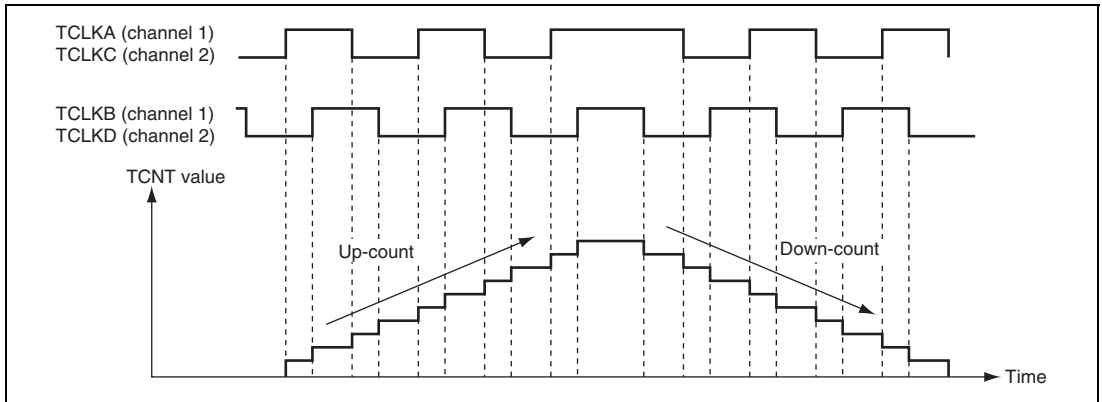 TCLKA (channel 1)
TCLKC (channel 2)
TCLKB (channel 1)
TCLKD (channel 2)
TCNT value
Up-count
Down-count
Time